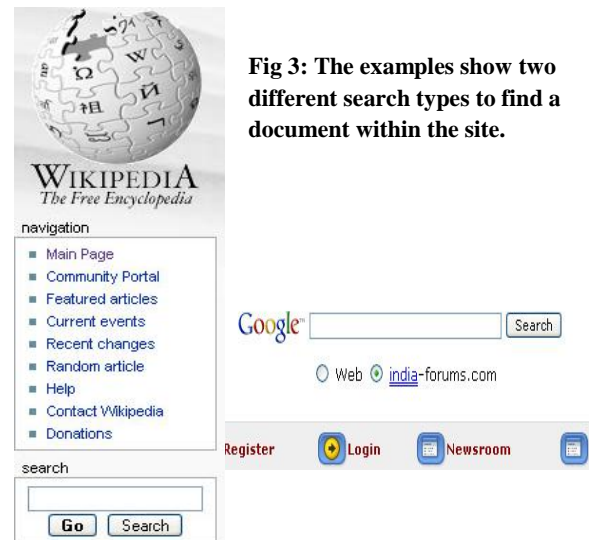 Fig 3: The examples show two
different search types to find a
document within the site.
WIKIPEDIA
The Free Encyclopedia
navigation
Main Page
Community Portal
Featured articles
Current events
Recent changes
Random article
Help
Contact Wikipedia
Donations
search
Go Search
Google™ Search
Web india-forums.com
Register Login Newsroom